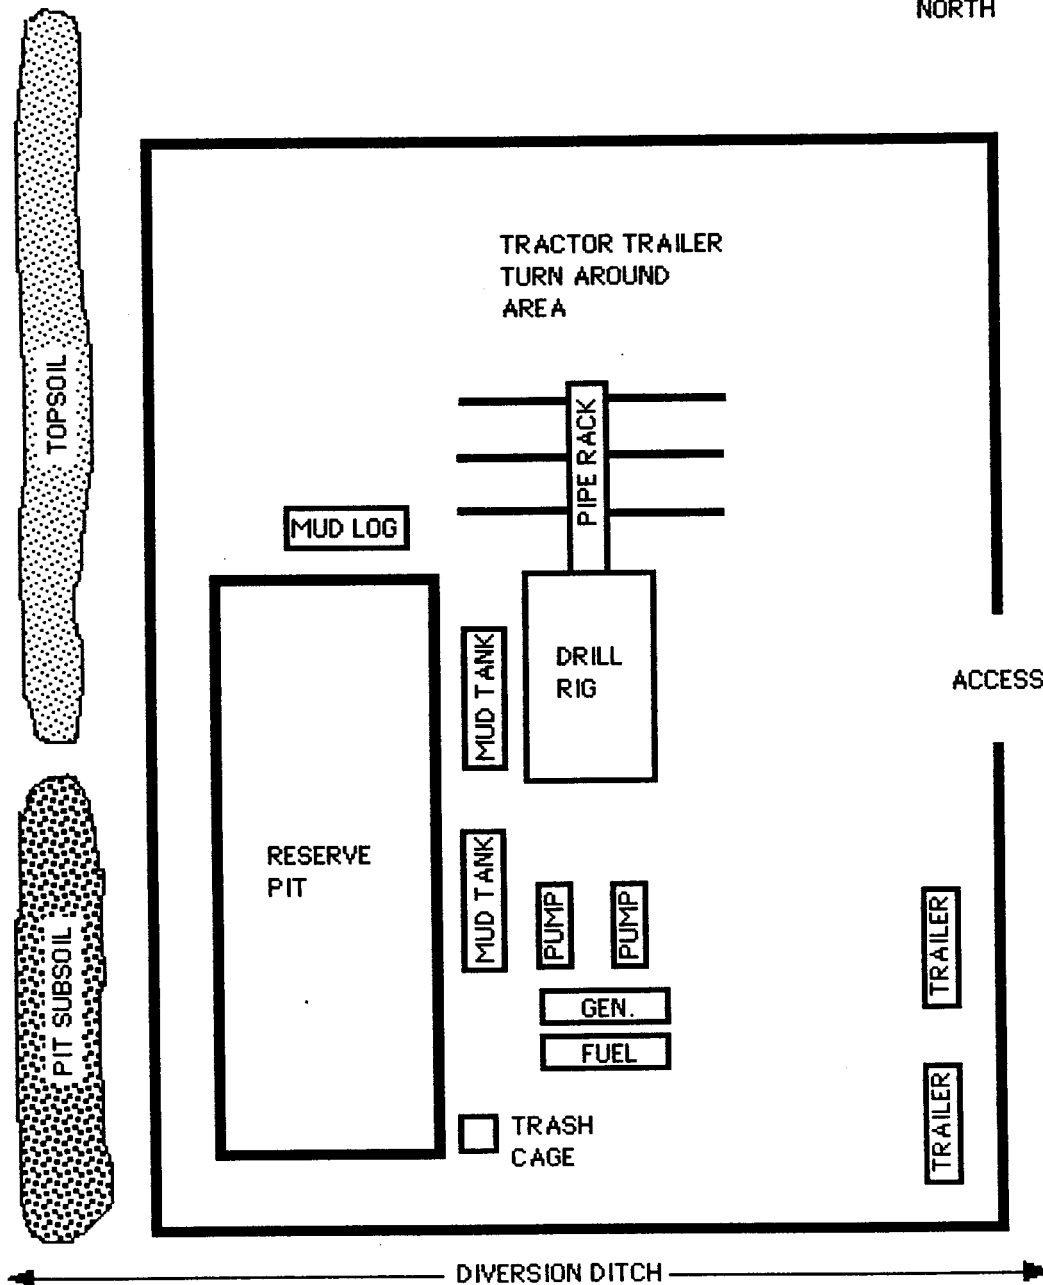 NORTH
TRACTOR TRAILER
TURN AROUND
AREA
TOPSOIL
PIPE RACK
MUD LOG
MUD TANK
DRILL
RIG
ACCESS
RESERVE
PIT
MUD TANK
PUMP
PUMP
TRAILER
PIT SUBSOIL
GEN.
FUEL
TRAILER
TRASH
CAGE
DIVERSION DITCH